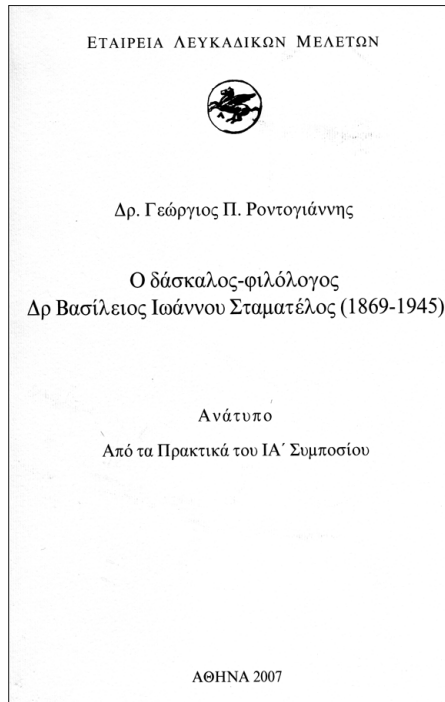 ΕΤΑΙΡΕΙΑ ΛΕΥΚΑΔΙΚΩΝ ΜΕΛΕΤΩΝ
Δρ. Γεώργιος Π. Ροντογιάννης
Ο δάσκαλος-φιλόλογος
Δρ Βασίλειος Ιωάννου Σταματέλος (1869-1945)
Ανάτυπο
Από τα Πρακτικά του ΙΑ΄ Συμποσίου
ΑΘΗΝΑ 2007